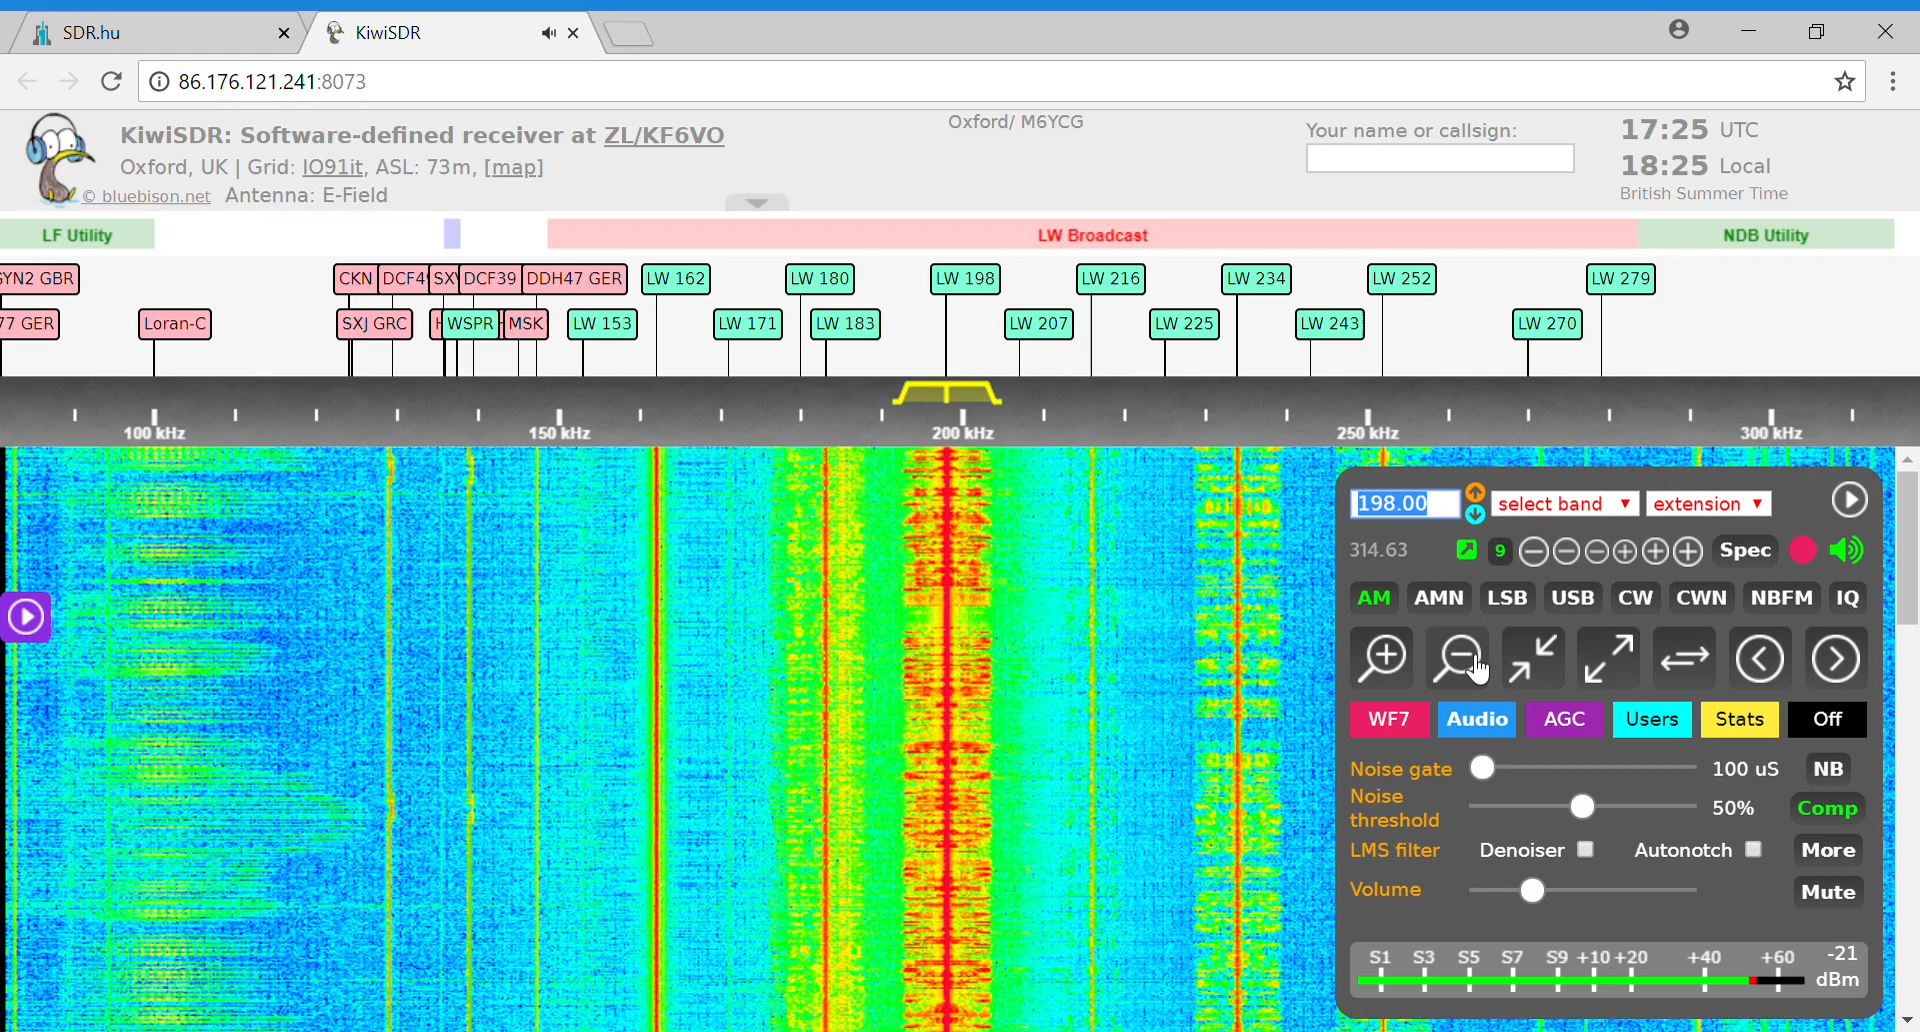 SDR.hu
KiwiSDR
86.176.121.241:8073
KiwiSDR: Software-defined receiver at ZL/KF6VO
Oxford, UK | Grid: IO91it, ASL: 73m, [map]
© bluebison.net Antenna: E-Field
Oxford/ M6YCG
Your name or callsign:
17:25 UTC
18:25 Local
British Summer Time
LF Utility
LW Broadcast
NDB Utility
GYN2 GBR
CKN
DCF49
SXV
DCF39
DDH47 GER
LW 162
LW 180
LW 198
LW 216
LW 234
LW 252
LW 279
77 GER
Loran-C
SXJ GRC
WSPR
MSK
LW 153
LW 171
LW 183
LW 207
LW 225
LW 243
LW 270
100 kHz
150 kHz
200 kHz
250 kHz
300 kHz
198.00 select band extension
314.63 9 Spec
AM AMN LSB USB CW CWN NBFM IQ
WF7 Audio AGC Users Stats Off
Noise gate 100 uS NB
Noise threshold 50% Comp
LMS filter Denoiser Autonotch More
Volume Mute
S1 S3 S5 S7 S9 +10 +20 +40 +60 -21
dBm